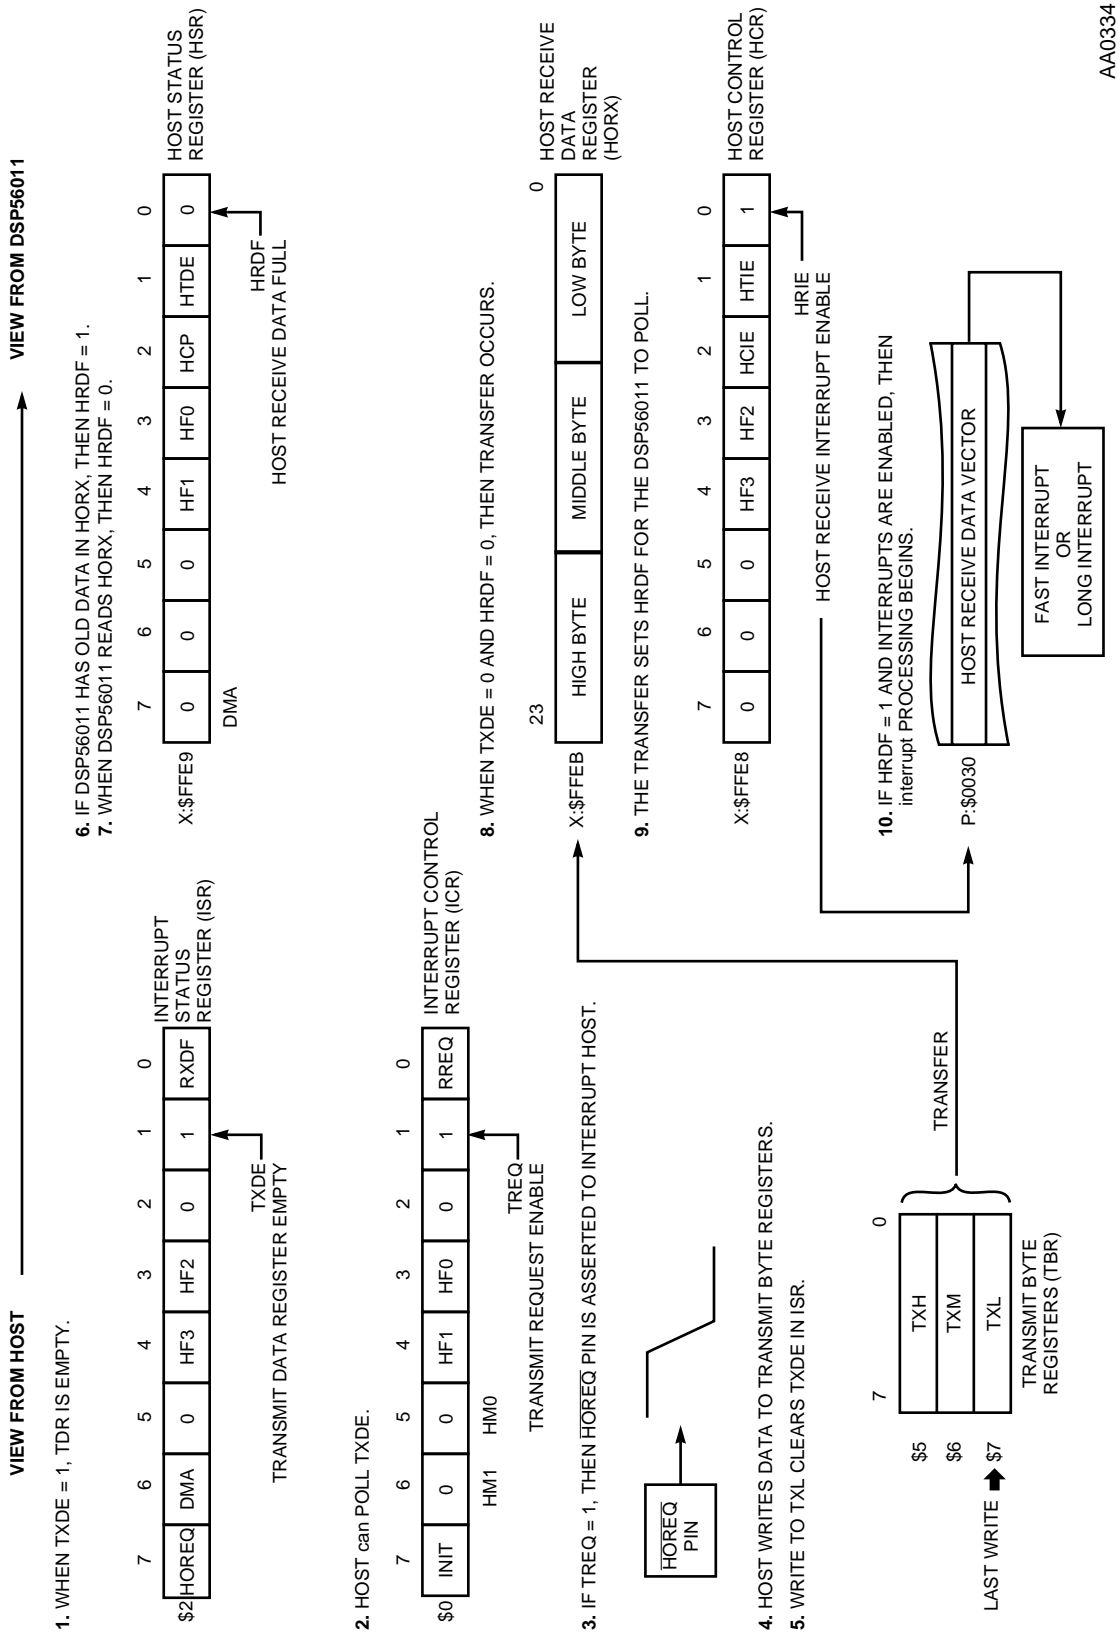 VIEW FROM HOST
VIEW FROM DSP56011
1. WHEN TXDE = 1, TDR IS EMPTY.
7 6 5 4 3 2 1 0
$2 HOREQ DMA 0 HF3 HF2 0 1 RXDF
INTERRUPT
STATUS
REGISTER (ISR)
TXDE
TRANSMIT DATA REGISTER EMPTY
2. HOST can POLL TXDE.
7 6 5 4 3 2 1 0
$0 INIT 0 0 HF1 HF0 0 1 RREQ
INTERRUPT CONTROL
REGISTER (ICR)
HM1 HM0
TREQ
TRANSMIT REQUEST ENABLE
3. IF TREQ = 1, THEN HOREQ PIN IS ASSERTED TO INTERRUPT HOST.
HOREQ
PIN
4. HOST WRITES DATA TO TRANSMIT BYTE REGISTERS.
5. WRITE TO TXL CLEARS TXDE IN ISR.
7 0
$5 TXH
$6 TXM
LAST WRITE $7 TXL
TRANSMIT BYTE
REGISTERS (TBR)
TRANSFER
6. IF DSP56011 HAS OLD DATA IN HORX, THEN HRDF = 1.
7. WHEN DSP56011 READS HORX, THEN HRDF = 0.
7 6 5 4 3 2 1 0
X:$FFE9 0 0 0 HF1 HF0 HCP HTDE 0
HOST STATUS
REGISTER (HSR)
DMA
HRDF
HOST RECEIVE DATA FULL
8. WHEN TXDE = 0 AND HRDF = 0, THEN TRANSFER OCCURS.
23 0
X:$FFEB HIGH BYTE MIDDLE BYTE LOW BYTE
HOST RECEIVE
DATA
REGISTER
(HORX)
9. THE TRANSFER SETS HRDF FOR THE DSP56011 TO POLL.
7 6 5 4 3 2 1 0
X:$FFE8 0 0 0 HF3 HF2 HCIE HTIE 1
HOST CONTROL
REGISTER (HCR)
HRIE
HOST RECEIVE INTERRUPT ENABLE
10. IF HRDF = 1 AND INTERRUPTS ARE ENABLED, THEN
interrupt PROCESSING BEGINS.
P:$0030 HOST RECEIVE DATA VECTOR
FAST INTERRUPT
OR
LONG INTERRUPT
AA0334